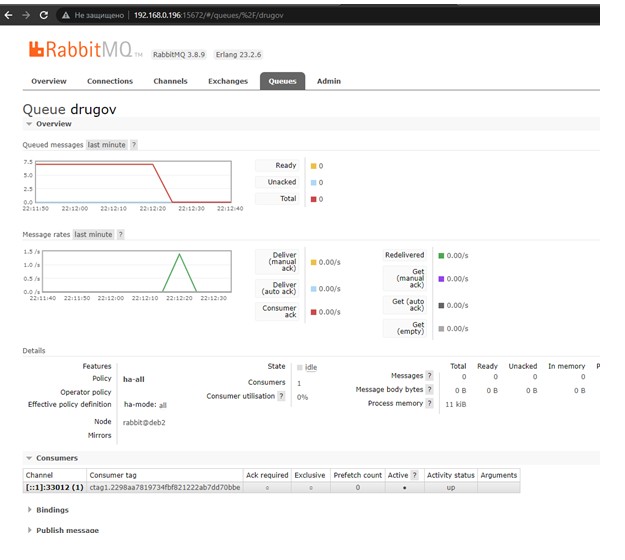 Не защищено 192.168.0.196:15672/#/queues/%2F/drugov
RabbitMQ TM RabbitMQ 3.8.9 Erlang 23.2.6
Overview Connections Channels Exchanges Queues Admin
Queue drugov
Overview
Queued messages last minute ?
7.5
5.0
2.5
0.0
22:11:50 22:12:00 22:12:10 22:12:20 22:12:30 22:12:40
Ready 0
Unacked 0
Total 0
Message rates last minute ?
1.5 /s
1.0 /s
0.5 /s
0.0 /s
22:11:40 22:11:50 22:12:00 22:12:10 22:12:20 22:12:30
Deliver (manual ack) 0.00/s
Deliver (auto ack) 0.00/s
Consumer ack 0.00/s
Redelivered 0.00/s
Get (manual ack) 0.00/s
Get (auto ack) 0.00/s
Get (empty) 0.00/s
Details
Features
Policy ha-all
Operator policy
Effective policy definition ha-mode: all
Node rabbit@deb2
Mirrors
State idle
Consumers 1
Consumer utilisation ? 0%
Total Ready Unacked In memory P
Messages ? 0 0 0 0
Message body bytes ? 0 B 0 B 0 B 0 B
Process memory ? 11 kiB
Consumers
Channel Consumer tag Ack required Exclusive Prefetch count Active ? Activity status Arguments
[::1]:33012 (1) ctag1.2298aa7819734fbf821222ab7dd70bbe ○ ○ 0 ● up
Bindings
Publish message